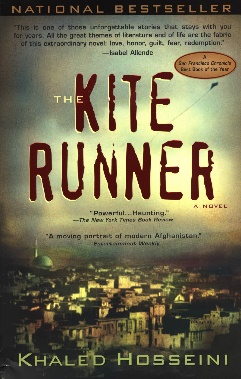 NATIONAL BESTSELLER
"This is one of those unforgettable stories that stays with you
for years. All the great themes of literature and of life are the fabric
of this extraordinary novel: love, honor, guilt, fear, redemption."
—Isabel Allende
A
San Francisco Chronicle
Best Book of the Year
THE
KITE
RUNNER
A NOVEL
"Powerful...Haunting."
—The New York Times Book Review
"A moving portrait of modern Afghanistan."
Entertainment Weekly
KHALED HOSSEINI